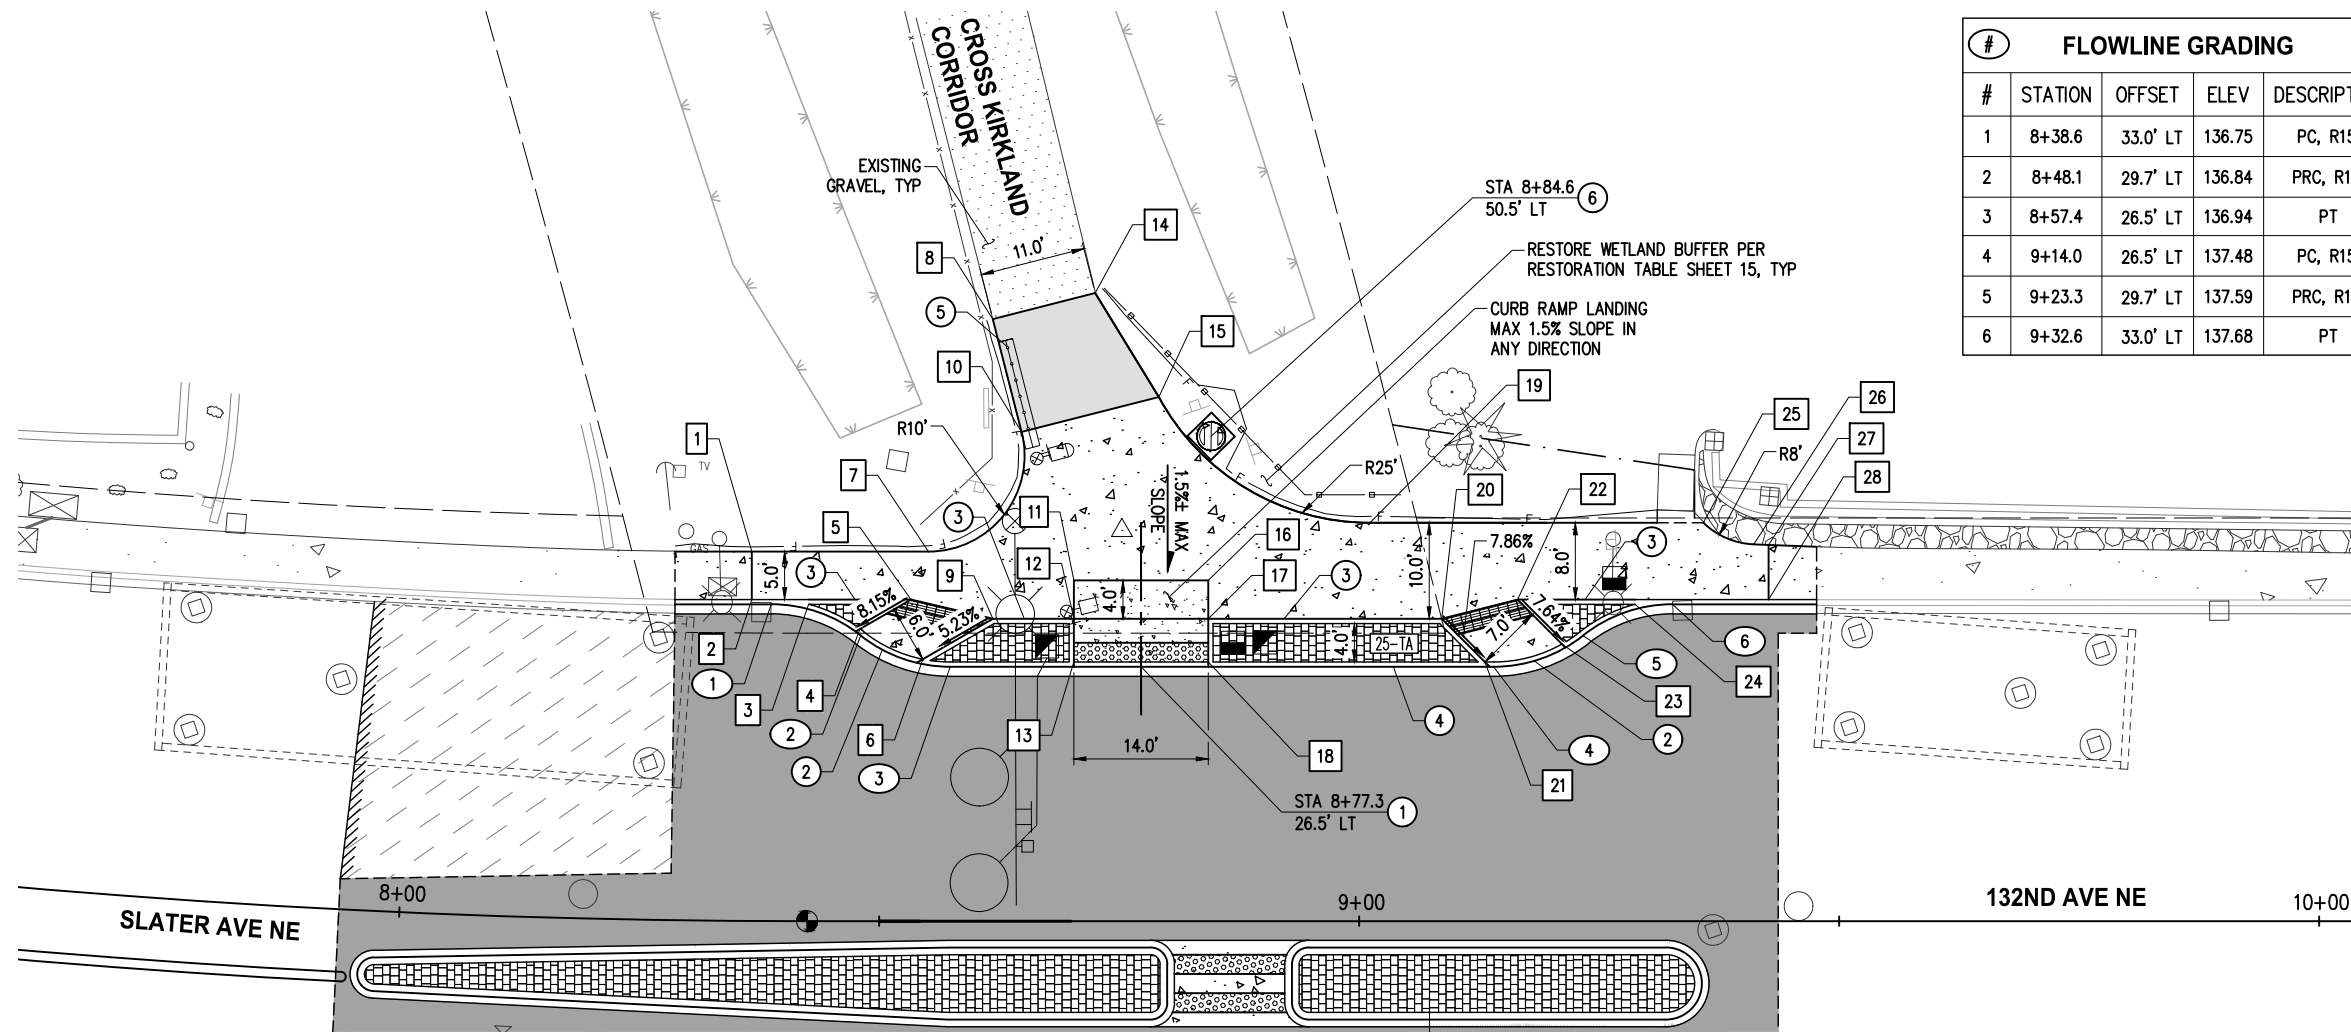 # FLOWLINE GRADING
# STATION OFFSET ELEV DESCRIPT
1 8+38.6 33.0' LT 136.75 PC, R15
2 8+48.1 29.7' LT 136.84 PRC, R1
3 8+57.4 26.5' LT 136.94 PT
4 9+14.0 26.5' LT 137.48 PC, R15
5 9+23.3 29.7' LT 137.59 PRC, R1
6 9+32.6 33.0' LT 137.68 PT
CROSS KIRKLAND
CORRIDOR
EXISTING
GRAVEL, TYP
11.0'
14
8
5
15
10
STA 8+84.6 6
50.5' LT
RESTORE WETLAND BUFFER PER
RESTORATION TABLE SHEET 15, TYP
CURB RAMP LANDING
MAX 1.5% SLOPE IN
ANY DIRECTION
19
26
25
27
R8'
28
1
TV
R10'
7
R25'
20
22
5
3
11
1.5%± MAX
SLOPE
16
7.86%
3
GAS
5.0'
3
9
12
4.0'
17
3
10.0'
8.0'
8.15%
6.0'
5.23%
7.64%
7.0'
4.0'
25-TA
2
1
3
4
2
2
6
3
13
14.0'
18
4
21
4
2
23
24
5
6
STA 8+77.3 1
26.5' LT
8+00
9+00
10+00
SLATER AVE NE
132ND AVE NE